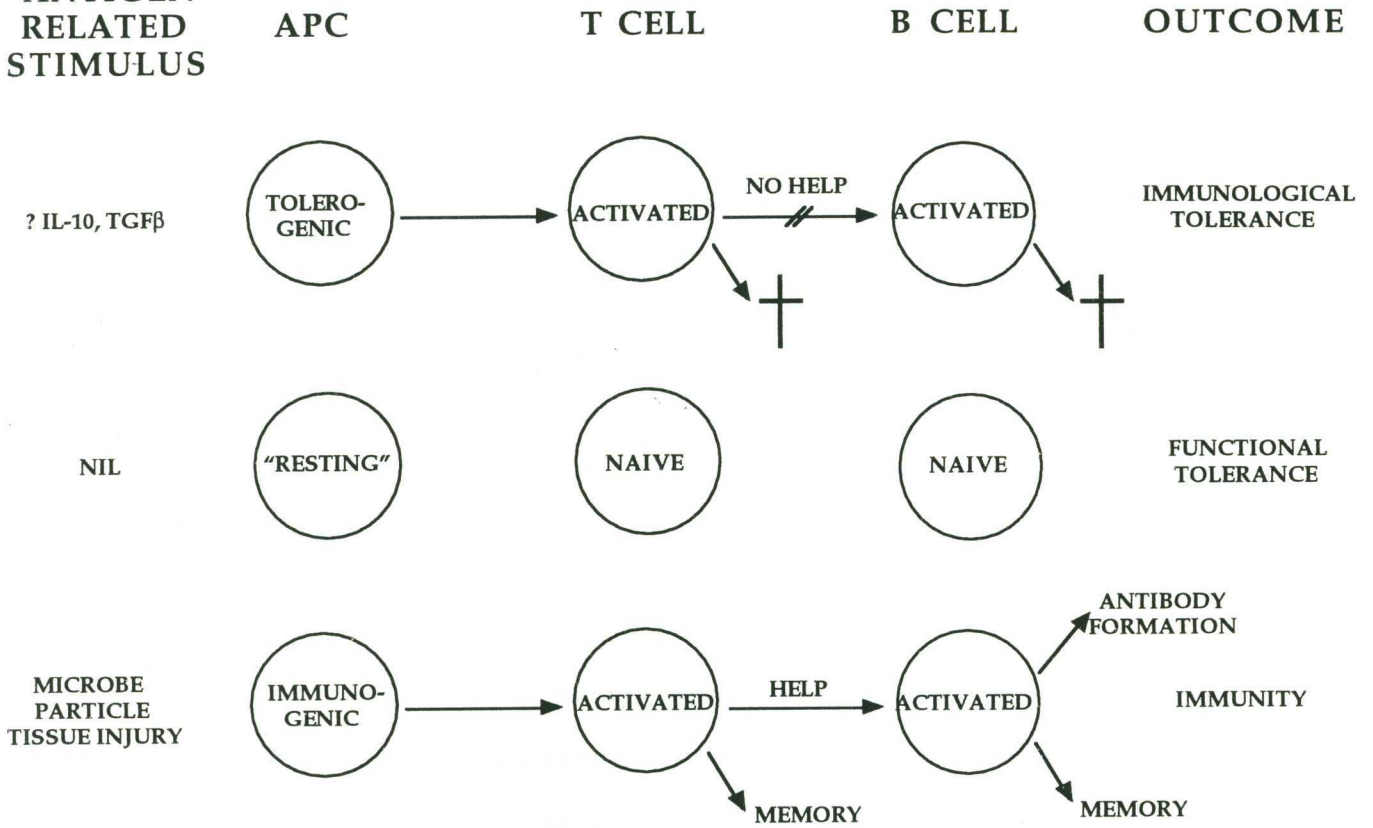 RELATED
STIMULUS
APC
T CELL
B CELL
OUTCOME
? IL-10, TGFβ
TOLERO-
GENIC
ACTIVATED
NO HELP
ACTIVATED
IMMUNOLOGICAL
TOLERANCE
NIL
"RESTING"
NAIVE
NAIVE
FUNCTIONAL
TOLERANCE
MICROBE
PARTICLE
TISSUE INJURY
IMMUNO-
GENIC
ACTIVATED
HELP
ACTIVATED
ANTIBODY
FORMATION
IMMUNITY
MEMORY
MEMORY